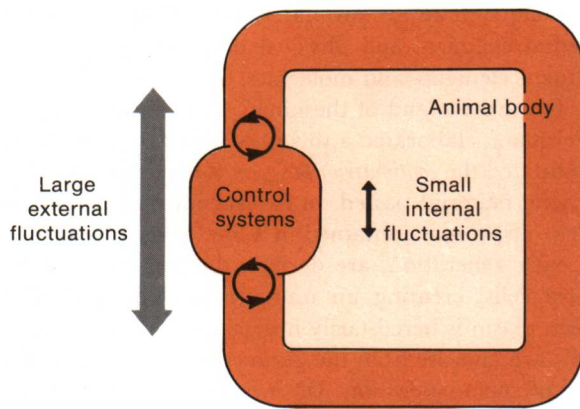 Animal body
Large
external
fluctuations
Control
systems
Small
internal
fluctuations